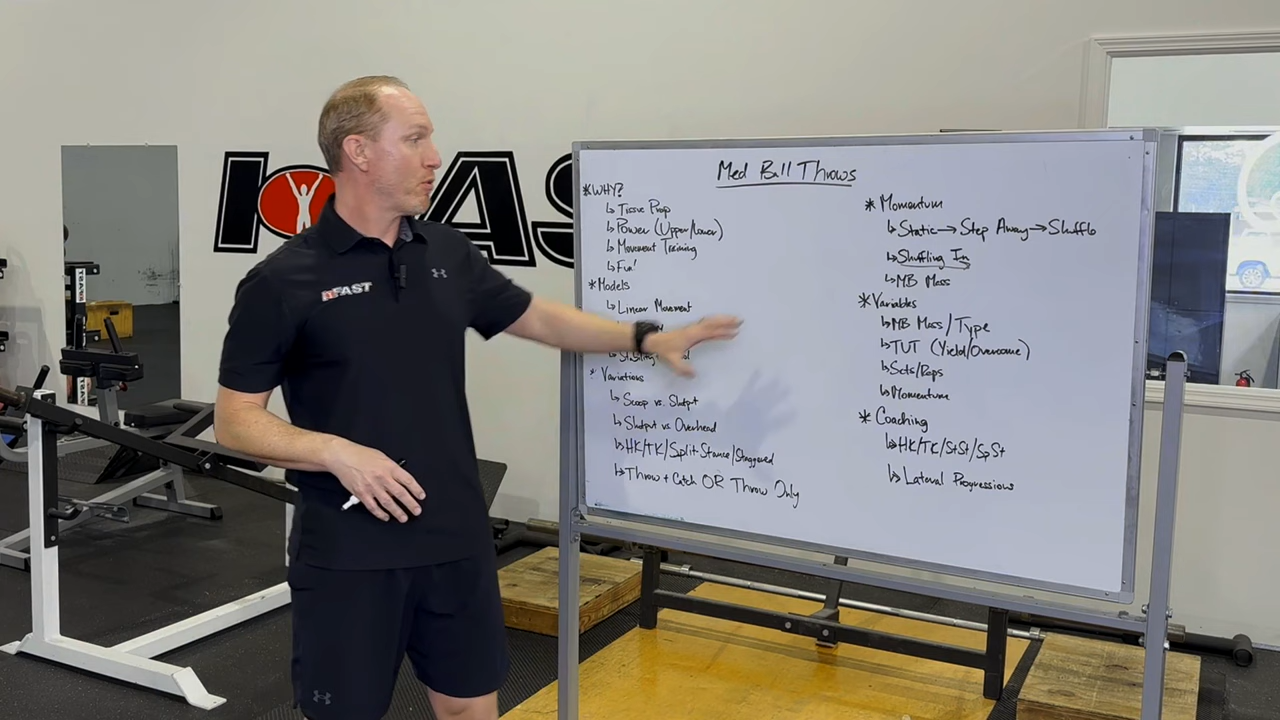 IFAST
IFAST
Med Ball Throws
* WHY?
↳ Tissue Prep
↳ Power (Upper/Lower)
↳ Movement Training
↳ Fun!
* Models
↳ Linear Movement
* Variations
↳ Scoop vs. Shotput
↳ Shotput vs Overhead
↳ HK/TK/Split Stance/Staggered
↳ Throw + Catch OR Throw Only
* Momentum
↳ Static → Step Away → Shuffle
↳ Shuffling In
↳ MB Mass
* Variables
↳ MB Mass/Type
↳ TUT (Yield/Overcome)
↳ Sets/Reps
↳ Momentum
* Coaching
↳ HK/TK/StSt/SpSt
↳ Lateral Progressions